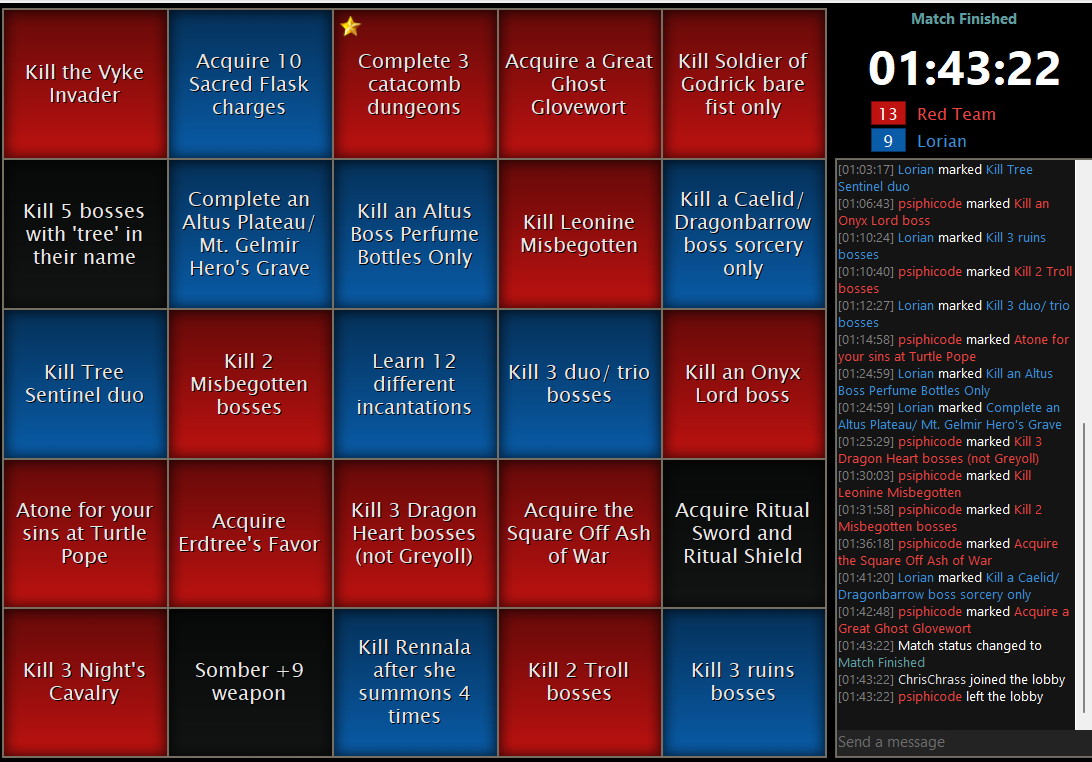 Kill the Vyke
Invader
Acquire 10
Sacred Flask
charges
Complete 3
catacomb
dungeons
Acquire a Great
Ghost
Glovewort
Kill Soldier of
Godrick bare
fist only
Kill 5 bosses
with 'tree' in
their name
Complete an
Altus Plateau/
Mt. Gelmir
Hero's Grave
Kill an Altus
Boss Perfume
Bottles Only
Kill Leonine
Misbegotten
Kill a Caelid/
Dragonbarrow
boss sorcery
only
Kill Tree
Sentinel duo
Kill 2
Misbegotten
bosses
Learn 12
different
incantations
Kill 3 duo/ trio
bosses
Kill an Onyx
Lord boss
Atone for your
sins at Turtle
Pope
Acquire
Erdtree's Favor
Kill 3 Dragon
Heart bosses
(not Greyoll)
Acquire the
Square Off Ash
of War
Acquire Ritual
Sword and
Ritual Shield
Kill 3 Night's
Cavalry
Somber +9
weapon
Kill Rennala
after she
summons 4
times
Kill 2 Troll
bosses
Kill 3 ruins
bosses
Match Finished
01:43:22
13 Red Team
9 Lorian
[01:03:17] Lorian marked Kill Tree
Sentinel duo
[01:06:43] psiphicode marked Kill an
Onyx Lord boss
[01:10:24] Lorian marked Kill 3 ruins
bosses
[01:10:40] psiphicode marked Kill 2 Troll
bosses
[01:12:27] Lorian marked Kill 3 duo/ trio
bosses
[01:14:58] psiphicode marked Atone for
your sins at Turtle Pope
[01:24:59] Lorian marked Kill an Altus
Boss Perfume Bottles Only
[01:24:59] Lorian marked Complete an
Altus Plateau/ Mt. Gelmir Hero's Grave
[01:25:29] psiphicode marked Kill 3
Dragon Heart bosses (not Greyoll)
[01:30:03] psiphicode marked Kill
Leonine Misbegotten
[01:31:58] psiphicode marked Kill 2
Misbegotten bosses
[01:36:18] psiphicode marked Acquire
the Square Off Ash of War
[01:41:20] Lorian marked Kill a Caelid/
Dragonbarrow boss sorcery only
[01:42:48] psiphicode marked Acquire a
Great Ghost Glovewort
[01:43:22] Match status changed to
Match Finished
[01:43:22] ChrisChrass joined the lobby
[01:43:22] psiphicode left the lobby
Send a message